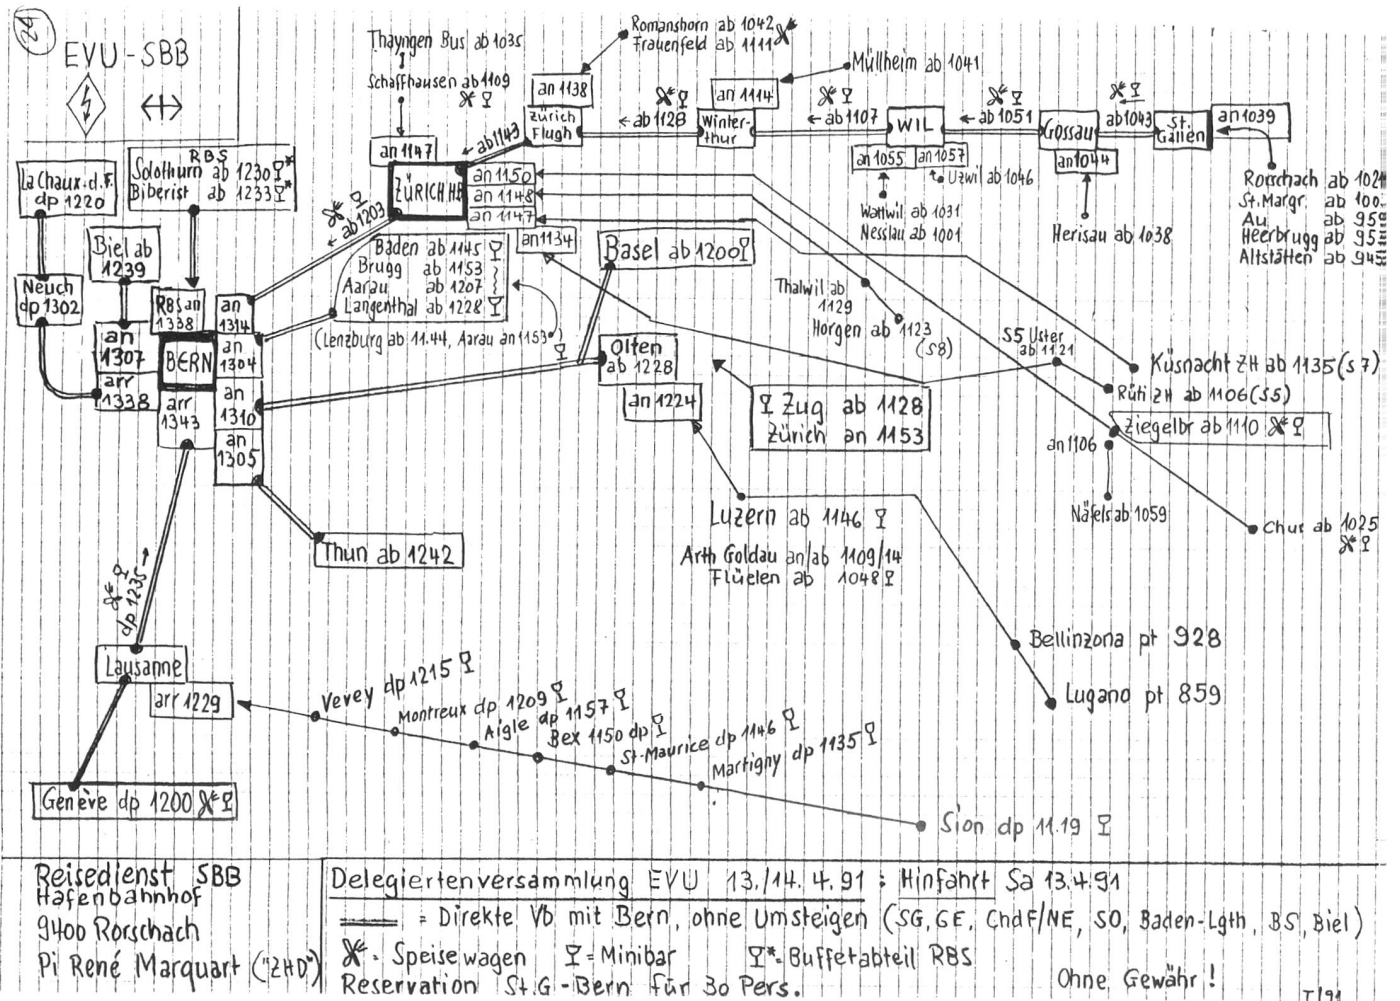 24
EVU-SBB
Thayngen Bus ab 1035
Schaffhausen ab 1109
an 1147
Romanshorn ab 1042
Frauenfeld ab 1111
an 1138
Zürich
Flugh
ab 1143
ab 1128
Müllheim ab 1041
an 1114
Winter-
thur
ab 1107
WIL
an 1055
an 1057
Uzwil ab 1046
Wattwil ab 1031
Nesslau ab 1001
ab 1051
Gossau
an 1044
Herisau ab 1038
ab 1043
St.
Gallen
an 1039
Rorschach ab
St.Margr. ab
Au ab
Heerbrugg ab
Altstätten ab
ZÜRICH HB
an 1150
an 1148
an 1147
an 1134
ab 1203
La Chaux.d.F.
dp 1220
RBS
Solothurn ab 1230 *
Biberist ab 1233 *
Biel ab
1239
Neuch
dp 1302
RBS an
1338
an
1314
an
1307
BERN
an
1304
arr
1338
arr
1343
an
1310
an
1305
Baden ab 1145
Brugg ab 1153
Aarau ab 1207
Langenthal ab 1228
(Lenzburg ab 11.44, Aarau an 1153 )
Basel ab 1200
Olten
ab 1228
an 1224
Zug ab 1128
Zürich an 1153
Thalwil ab
1129
Horgen ab 1123
(S8)
S5 Uster
ab 1121
Küsnacht ZH ab 1135 (S7)
Rüti ZH ab 1106 (S5)
Ziegelbr ab 1110
an 1106
Näfels ab 1059
Chur ab 1025
Luzern ab 1146
Arth Goldau an/ab 1109/14
Flüelen ab 1048
Bellinzona pt 928
Lugano pt 859
Thun ab 1242
dp 1235
Lausanne
arr 1229
Vevey dp 1215
Montreux dp 1209
Aigle dp 1157
Bex 1150 dp
St-Maurice dp 1146
Martigny dp 1135
Sion dp 11.19
Genève dp 1200
Reisedienst SBB
Hafenbahnhof
9400 Rorschach
Pi René Marquart ("ZHD")
Delegiertenversammlung EVU 13./14.4.91 : Hinfahrt Sa 13.4.91
= Direkte Vb mit Bern, ohne Umsteigen (SG, GE, ChdF/NE, SO, Baden-Lgth, BS, Biel)
= Speisewagen = Minibar *= Buffetabteil RBS
Reservation St.G - Bern für 30 Pers.
Ohne Gewähr!